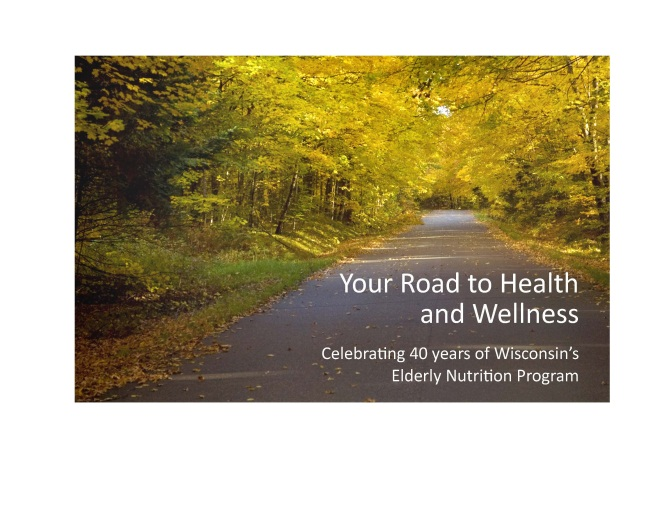 Your Road to Health
and Wellness
Celebrating 40 years of Wisconsin’s
Elderly Nutrition Program